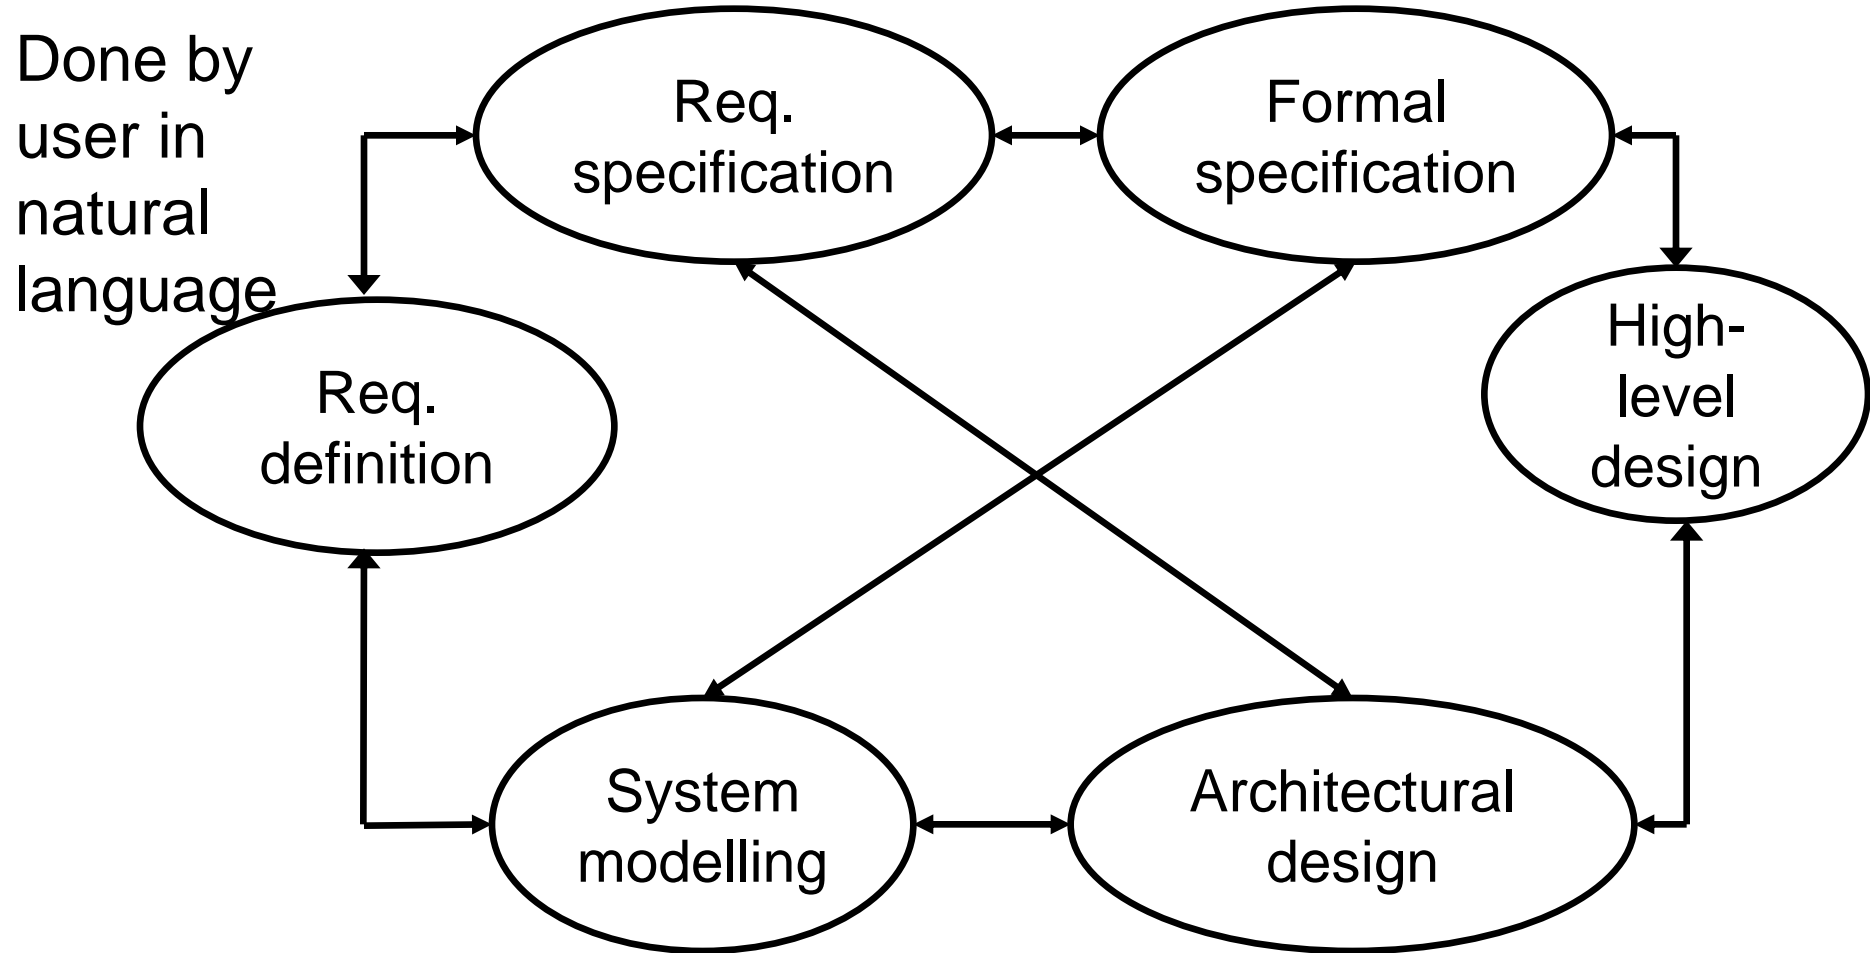 Done by
user in
natural
language
Req.
specification
Formal
specification
Req.
definition
High-
level
design
System
modelling
Architectural
design